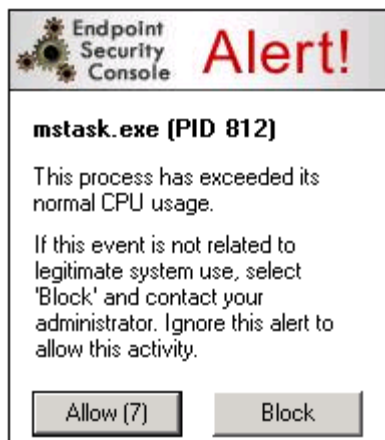 Endpoint
Security
Console
Alert!
mstask.exe (PID 812)
This process has exceeded its
normal CPU usage.
If this event is not related to
legitimate system use, select
'Block' and contact your
administrator. Ignore this alert to
allow this activity.
Allow (7)
Block